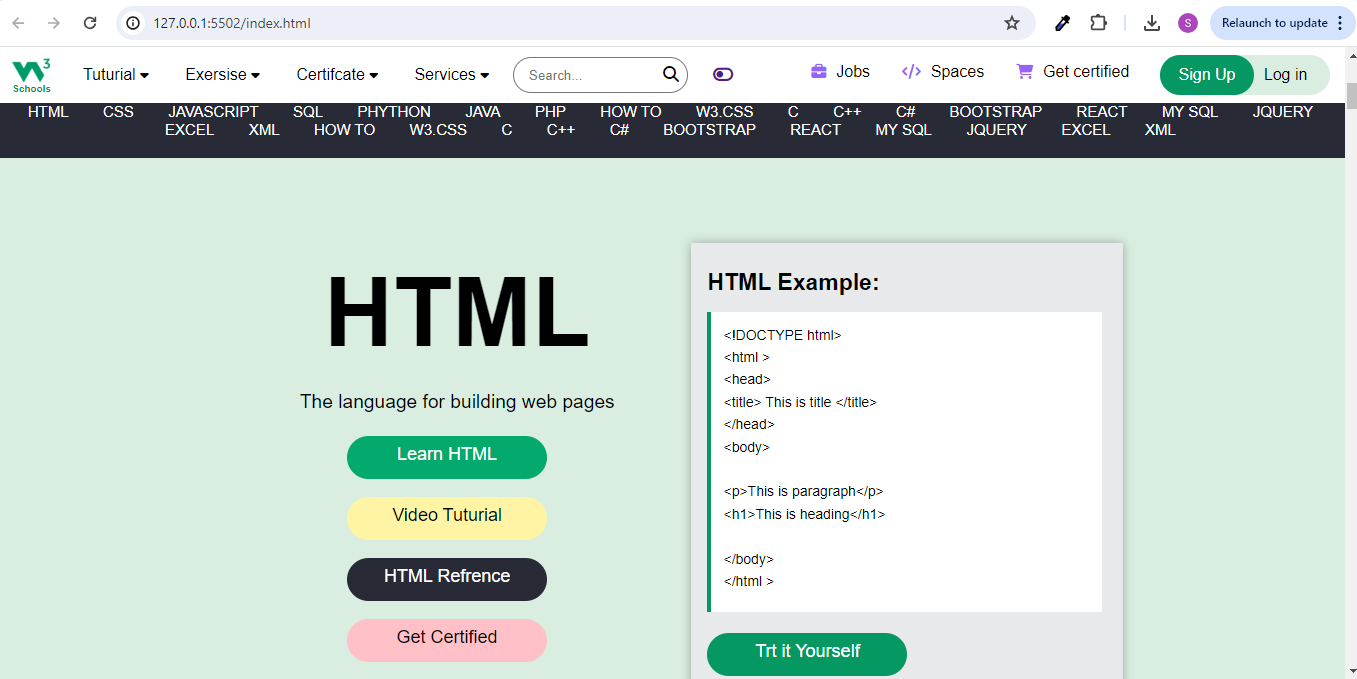 127.0.0.1:5502/index.html
S
Relaunch to update
W3
Schools
Tuturial
Exersise
Certifcate
Services
Search...
Jobs
Spaces
Get certified
Sign Up
Log in
HTML CSS JAVASCRIPT SQL PHYTHON JAVA PHP HOW TO W3.CSS C C++ C# BOOTSTRAP REACT MY SQL JQUERY
EXCEL XML HOW TO W3.CSS C C++ C# BOOTSTRAP REACT MY SQL JQUERY EXCEL XML
HTML
The language for building web pages
Learn HTML
Video Tuturial
HTML Refrence
Get Certified
HTML Example:
<!DOCTYPE html>
<html >
<head>
<title> This is title </title>
</head>
<body>
<p>This is paragraph</p>
<h1>This is heading</h1>
</body>
</html >
Trt it Yourself